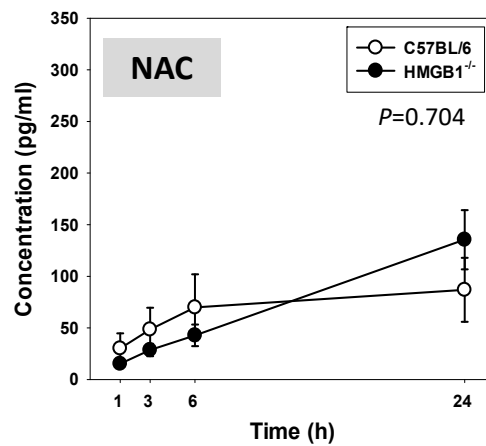 350
300
250
200
150
100
50
0
Concentration (pg/ml)
NAC
C57BL/6
HMGB1-/-
P=0.704
1 3 6 24
Time (h)